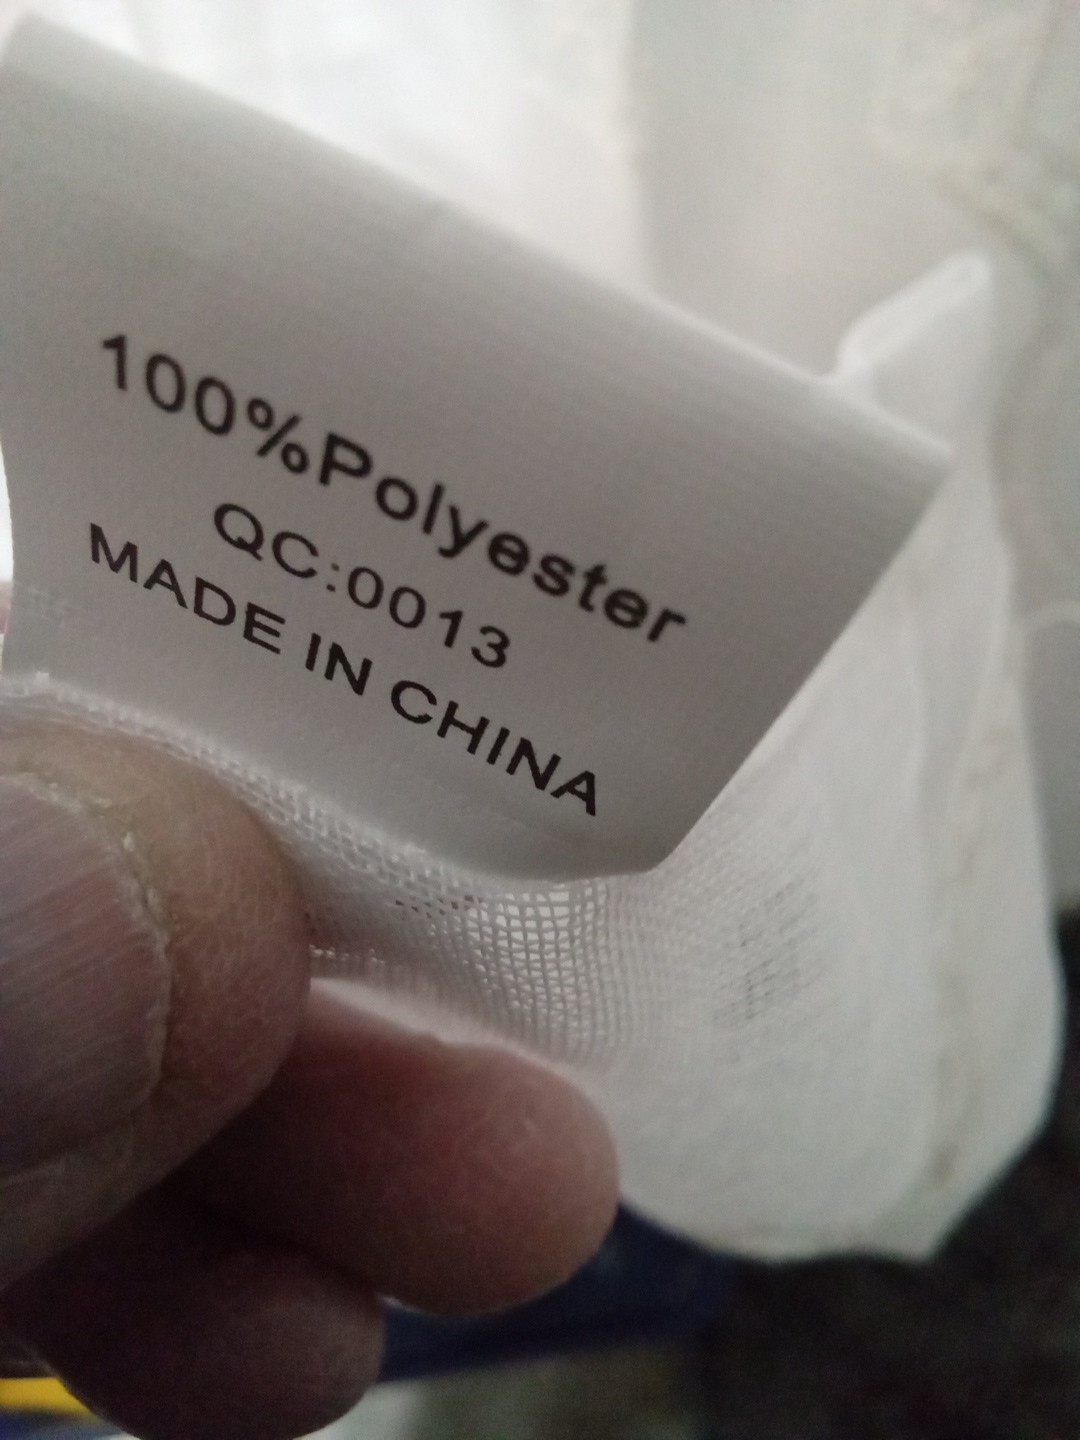 100%Polyester
QC:0013
MADE IN CHINA